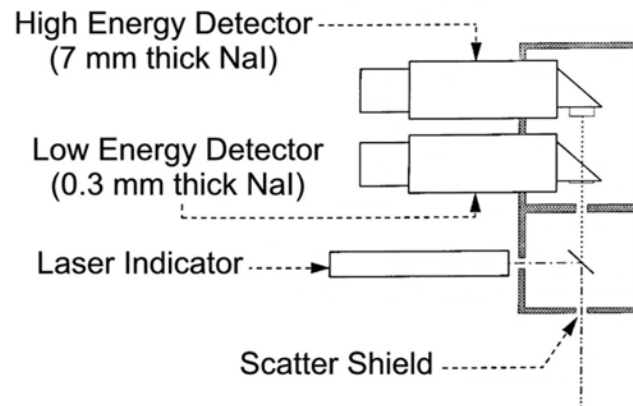 High Energy Detector
(7 mm thick NaI)
Low Energy Detector
(0.3 mm thick NaI)
Laser Indicator
Scatter Shield